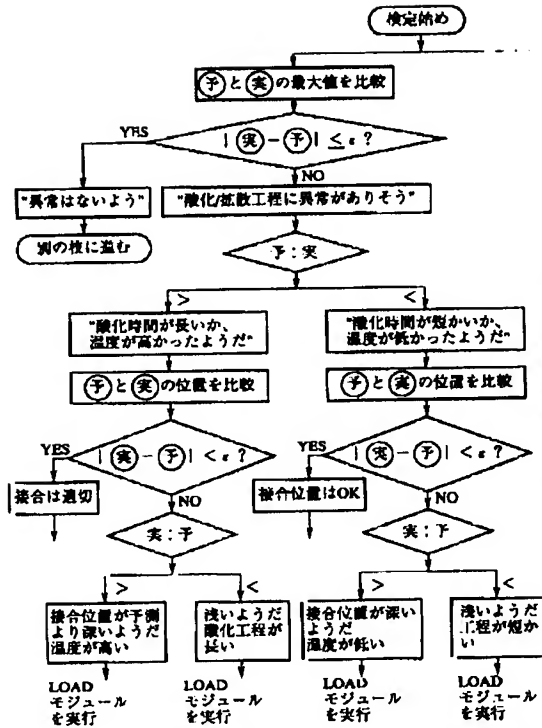 検定始め
予と実の最大値を比較
YES
|実−予|≤ε?
NO
"異常はないよう"
"酸化/拡散工程に異常がありそう"
別の枝に進む
予:実
>
<
"酸化時間が長いか、
温度が高かったようだ"
"酸化時間が短かいか、
温度が低かったようだ"
予と実の位置を比較
予と実の位置を比較
YES
|実−予|<ε?
YES
|実−予|<ε?
接合は適切
NO
接合位置はOK
NO
実:予
実:予
>
<
>
<
接合位置が予測
より深いようだ
温度が高い
浅いようだ
酸化工程が
長い
接合位置が深い
ようだ
温度が低い
浅いようだ
工程が短か
い
LOAD
モジュール
を実行
LOAD
モジュール
を実行
LOAD
モジュール
を実行
LOAD
モジュール
を実行